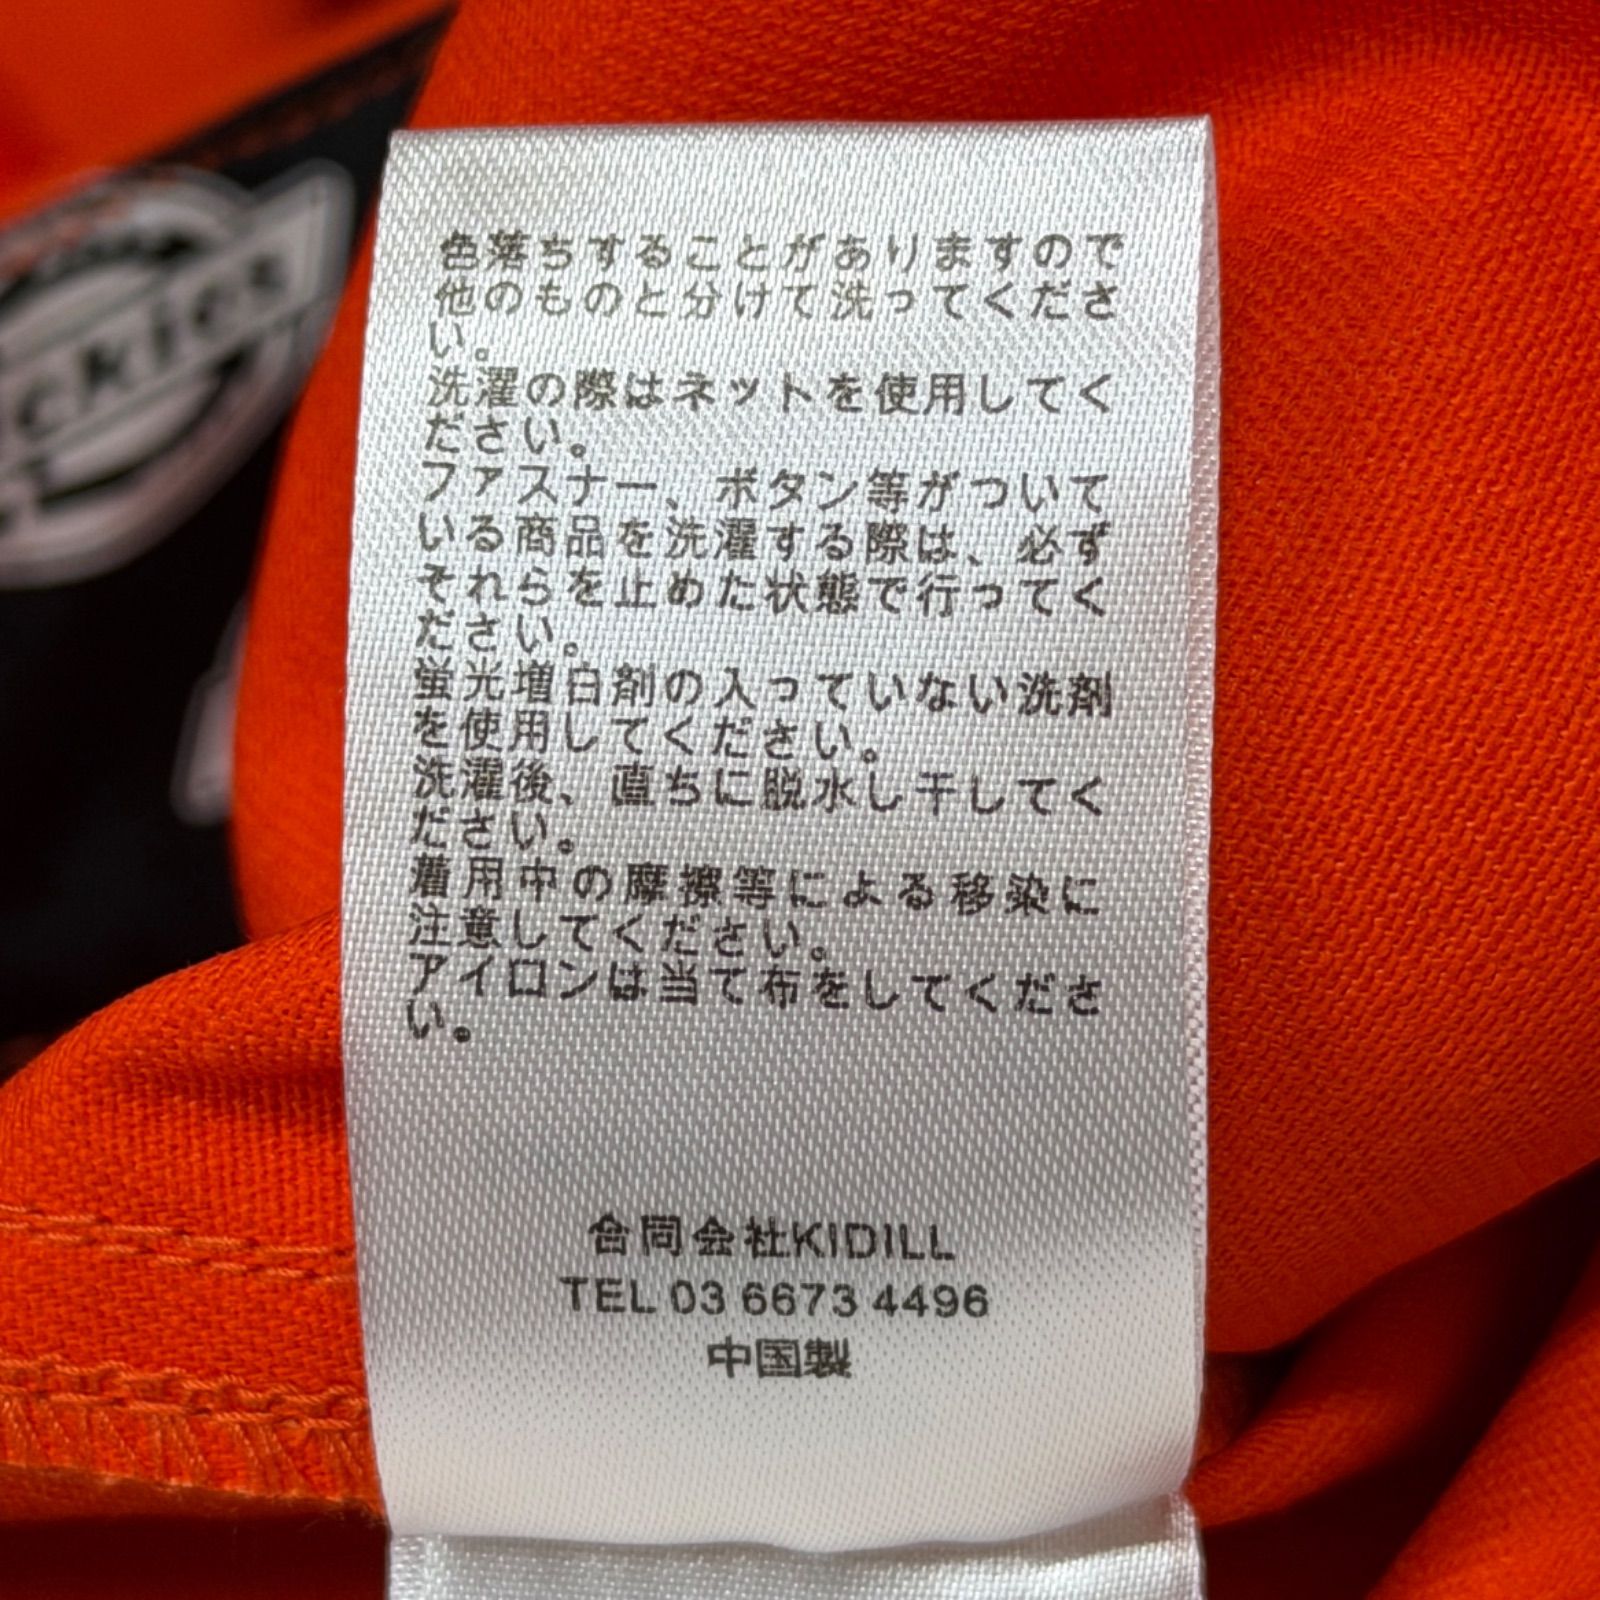 色落ちすることがありますので
他のものと分けて洗ってくださ
い。
洗濯の際はネットを使用してく
ださい。
ファスナー、ボタン等がついて
いる商品を洗濯する際は、必ず
それらを止めた状態で行ってく
ださい。
蛍光増白剤の入っていない洗剤
を使用してください。
洗濯後、直ちに脱水し干してく
ださい。
着用中の摩擦等による移染に
注意してください。
アイロンは当て布をしてくださ
い。
合同会社KIDILL
TEL 03 6673 4496
中国製